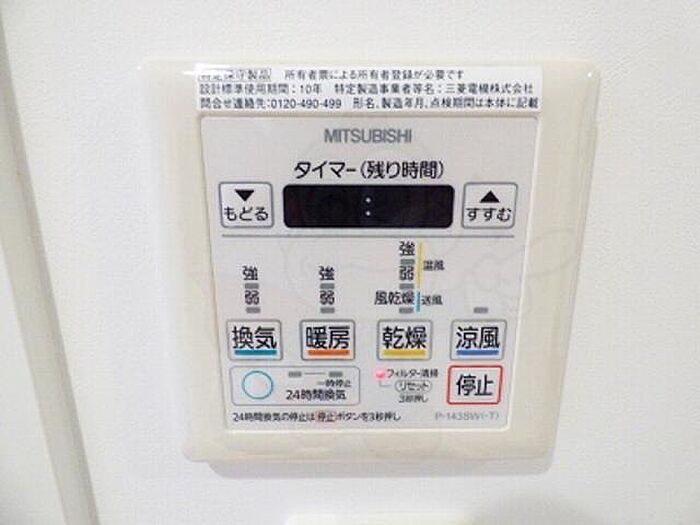 特定保守製品 所有者票による所有者登録が必要です
設計標準使用期間：10年 特定製造事業者等名：三菱電機株式会社
問合せ連絡先：0120-490-499 形名、製造年月、点検期間は本体に記載
MITSUBISHI
タイマー（残り時間）
▼ もどる
:
▲ すすむ
強 強 強
弱 弱 弱 温風
風乾燥 送風
換気 暖房 乾燥 涼風
一時停止
24時間換気
フィルター清掃
リセット
3秒押し
停止
24時間換気の停止は停止ボタンを3秒押し P-143SW(-T)